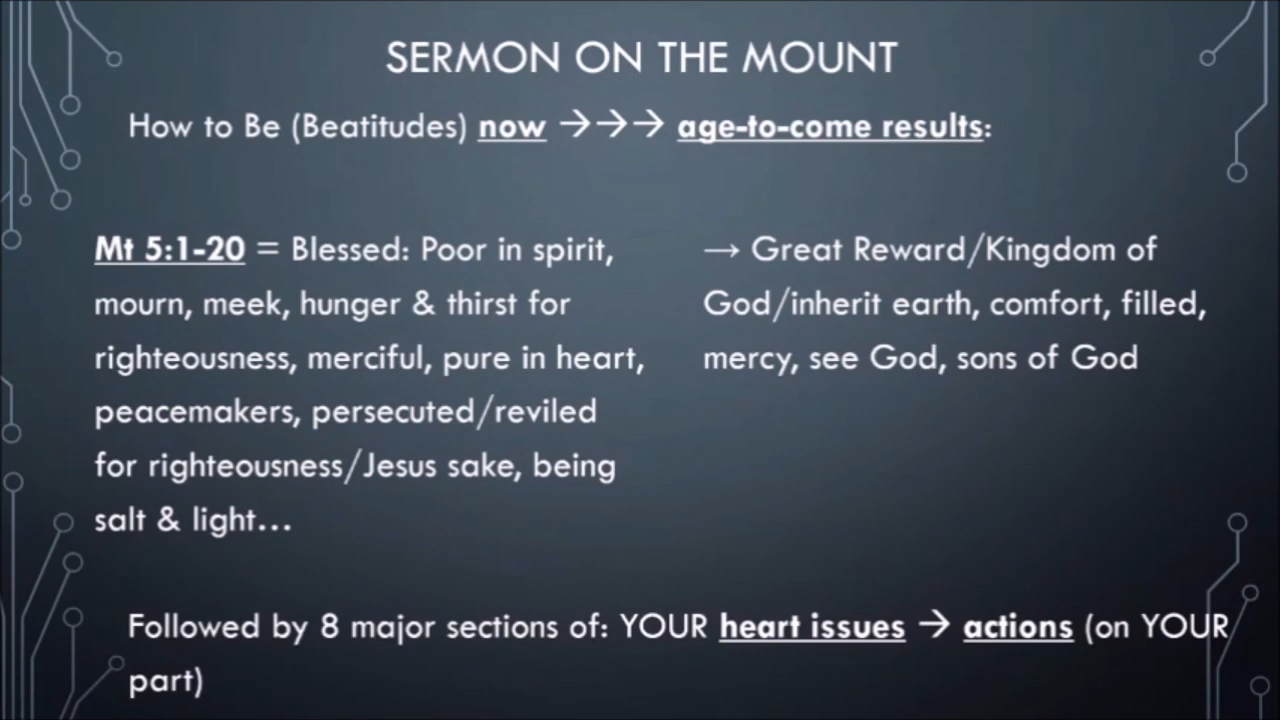 SERMON ON THE MOUNT
How to Be (Beatitudes) now →→→ age-to-come results:
Mt 5:1-20 = Blessed: Poor in spirit,
mourn, meek, hunger & thirst for
righteousness, merciful, pure in heart,
peacemakers, persecuted/reviled
for righteousness/Jesus sake, being
salt & light...
→ Great Reward/Kingdom of
God/inherit earth, comfort, filled,
mercy, see God, sons of God
Followed by 8 major sections of: YOUR heart issues → actions (on YOUR
part)